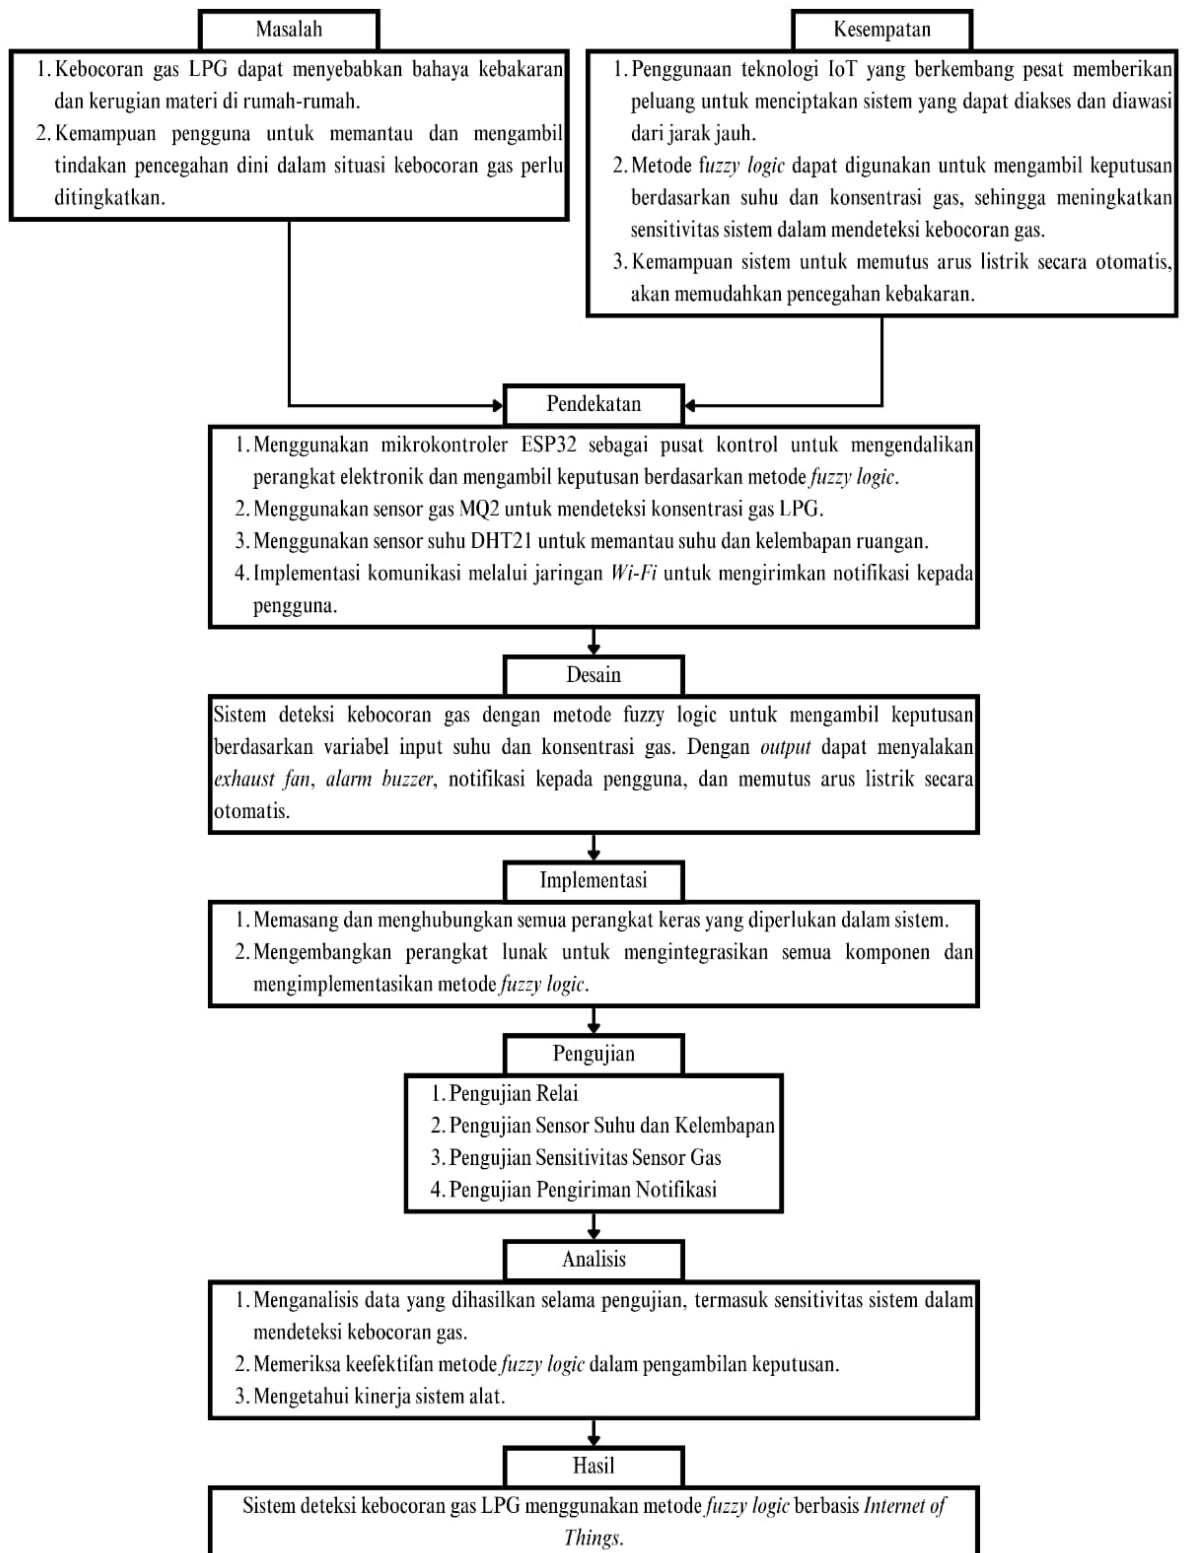 Masalah
1. Kebocoran gas LPG dapat menyebabkan bahaya kebakaran
dan kerugian materi di rumah-rumah.
2. Kemampuan pengguna untuk memantau dan mengambil
tindakan pencegahan dini dalam situasi kebocoran gas perlu
ditingkatkan.
Kesempatan
1. Penggunaan teknologi IoT yang berkembang pesat memberikan
peluang untuk menciptakan sistem yang dapat diakses dan diawasi
dari jarak jauh.
2. Metode fuzzy logic dapat digunakan untuk mengambil keputusan
berdasarkan suhu dan konsentrasi gas, sehingga meningkatkan
sensitivitas sistem dalam mendeteksi kebocoran gas.
3. Kemampuan sistem untuk memutus arus listrik secara otomatis,
akan memudahkan pencegahan kebakaran.
Pendekatan
1. Menggunakan mikrokontroler ESP32 sebagai pusat kontrol untuk mengendalikan
perangkat elektronik dan mengambil keputusan berdasarkan metode fuzzy logic.
2. Menggunakan sensor gas MQ2 untuk mendeteksi konsentrasi gas LPG.
3. Menggunakan sensor suhu DHT21 untuk memantau suhu dan kelembapan ruangan.
4. Implementasi komunikasi melalui jaringan Wi-Fi untuk mengirimkan notifikasi kepada
pengguna.
Desain
Sistem deteksi kebocoran gas dengan metode fuzzy logic untuk mengambil keputusan
berdasarkan variabel input suhu dan konsentrasi gas. Dengan output dapat menyalakan
exhaust fan, alarm buzzer, notifikasi kepada pengguna, dan memutus arus listrik secara
otomatis.
Implementasi
1. Memasang dan menghubungkan semua perangkat keras yang diperlukan dalam sistem.
2. Mengembangkan perangkat lunak untuk mengintegrasikan semua komponen dan
mengimplementasikan metode fuzzy logic.
Pengujian
1. Pengujian Relai
2. Pengujian Sensor Suhu dan Kelembapan
3. Pengujian Sensitivitas Sensor Gas
4. Pengujian Pengiriman Notifikasi
Analisis
1. Menganalisis data yang dihasilkan selama pengujian, termasuk sensitivitas sistem dalam
mendeteksi kebocoran gas.
2. Memeriksa keefektifan metode fuzzy logic dalam pengambilan keputusan.
3. Mengetahui kinerja sistem alat.
Hasil
Sistem deteksi kebocoran gas LPG menggunakan metode fuzzy logic berbasis Internet of
Things.